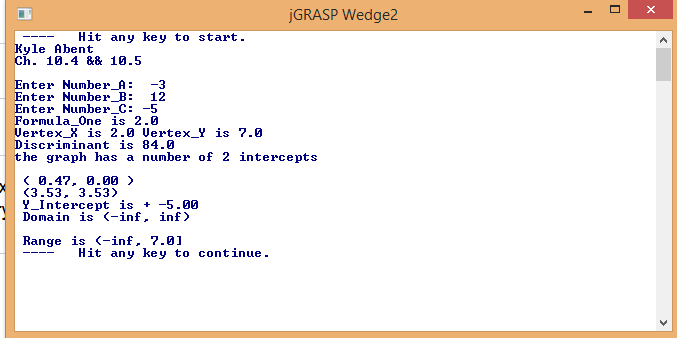 jGRASP Wedge2
---- Hit any key to start.
Kyle Abent
Ch. 10.4 && 10.5
Enter Number_A: -3
Enter Number_B: 12
Enter Number_C: -5
Formula_One is 2.0
Vertex_X is 2.0 Vertex_Y is 7.0
Discriminant is 84.0
the graph has a number of 2 intercepts
( 0.47, 0.00 )
(3.53, 3.53)
Y_Intercept is + -5.00
Domain is (-inf, inf)
Range is (-inf, 7.0]
---- Hit any key to continue.